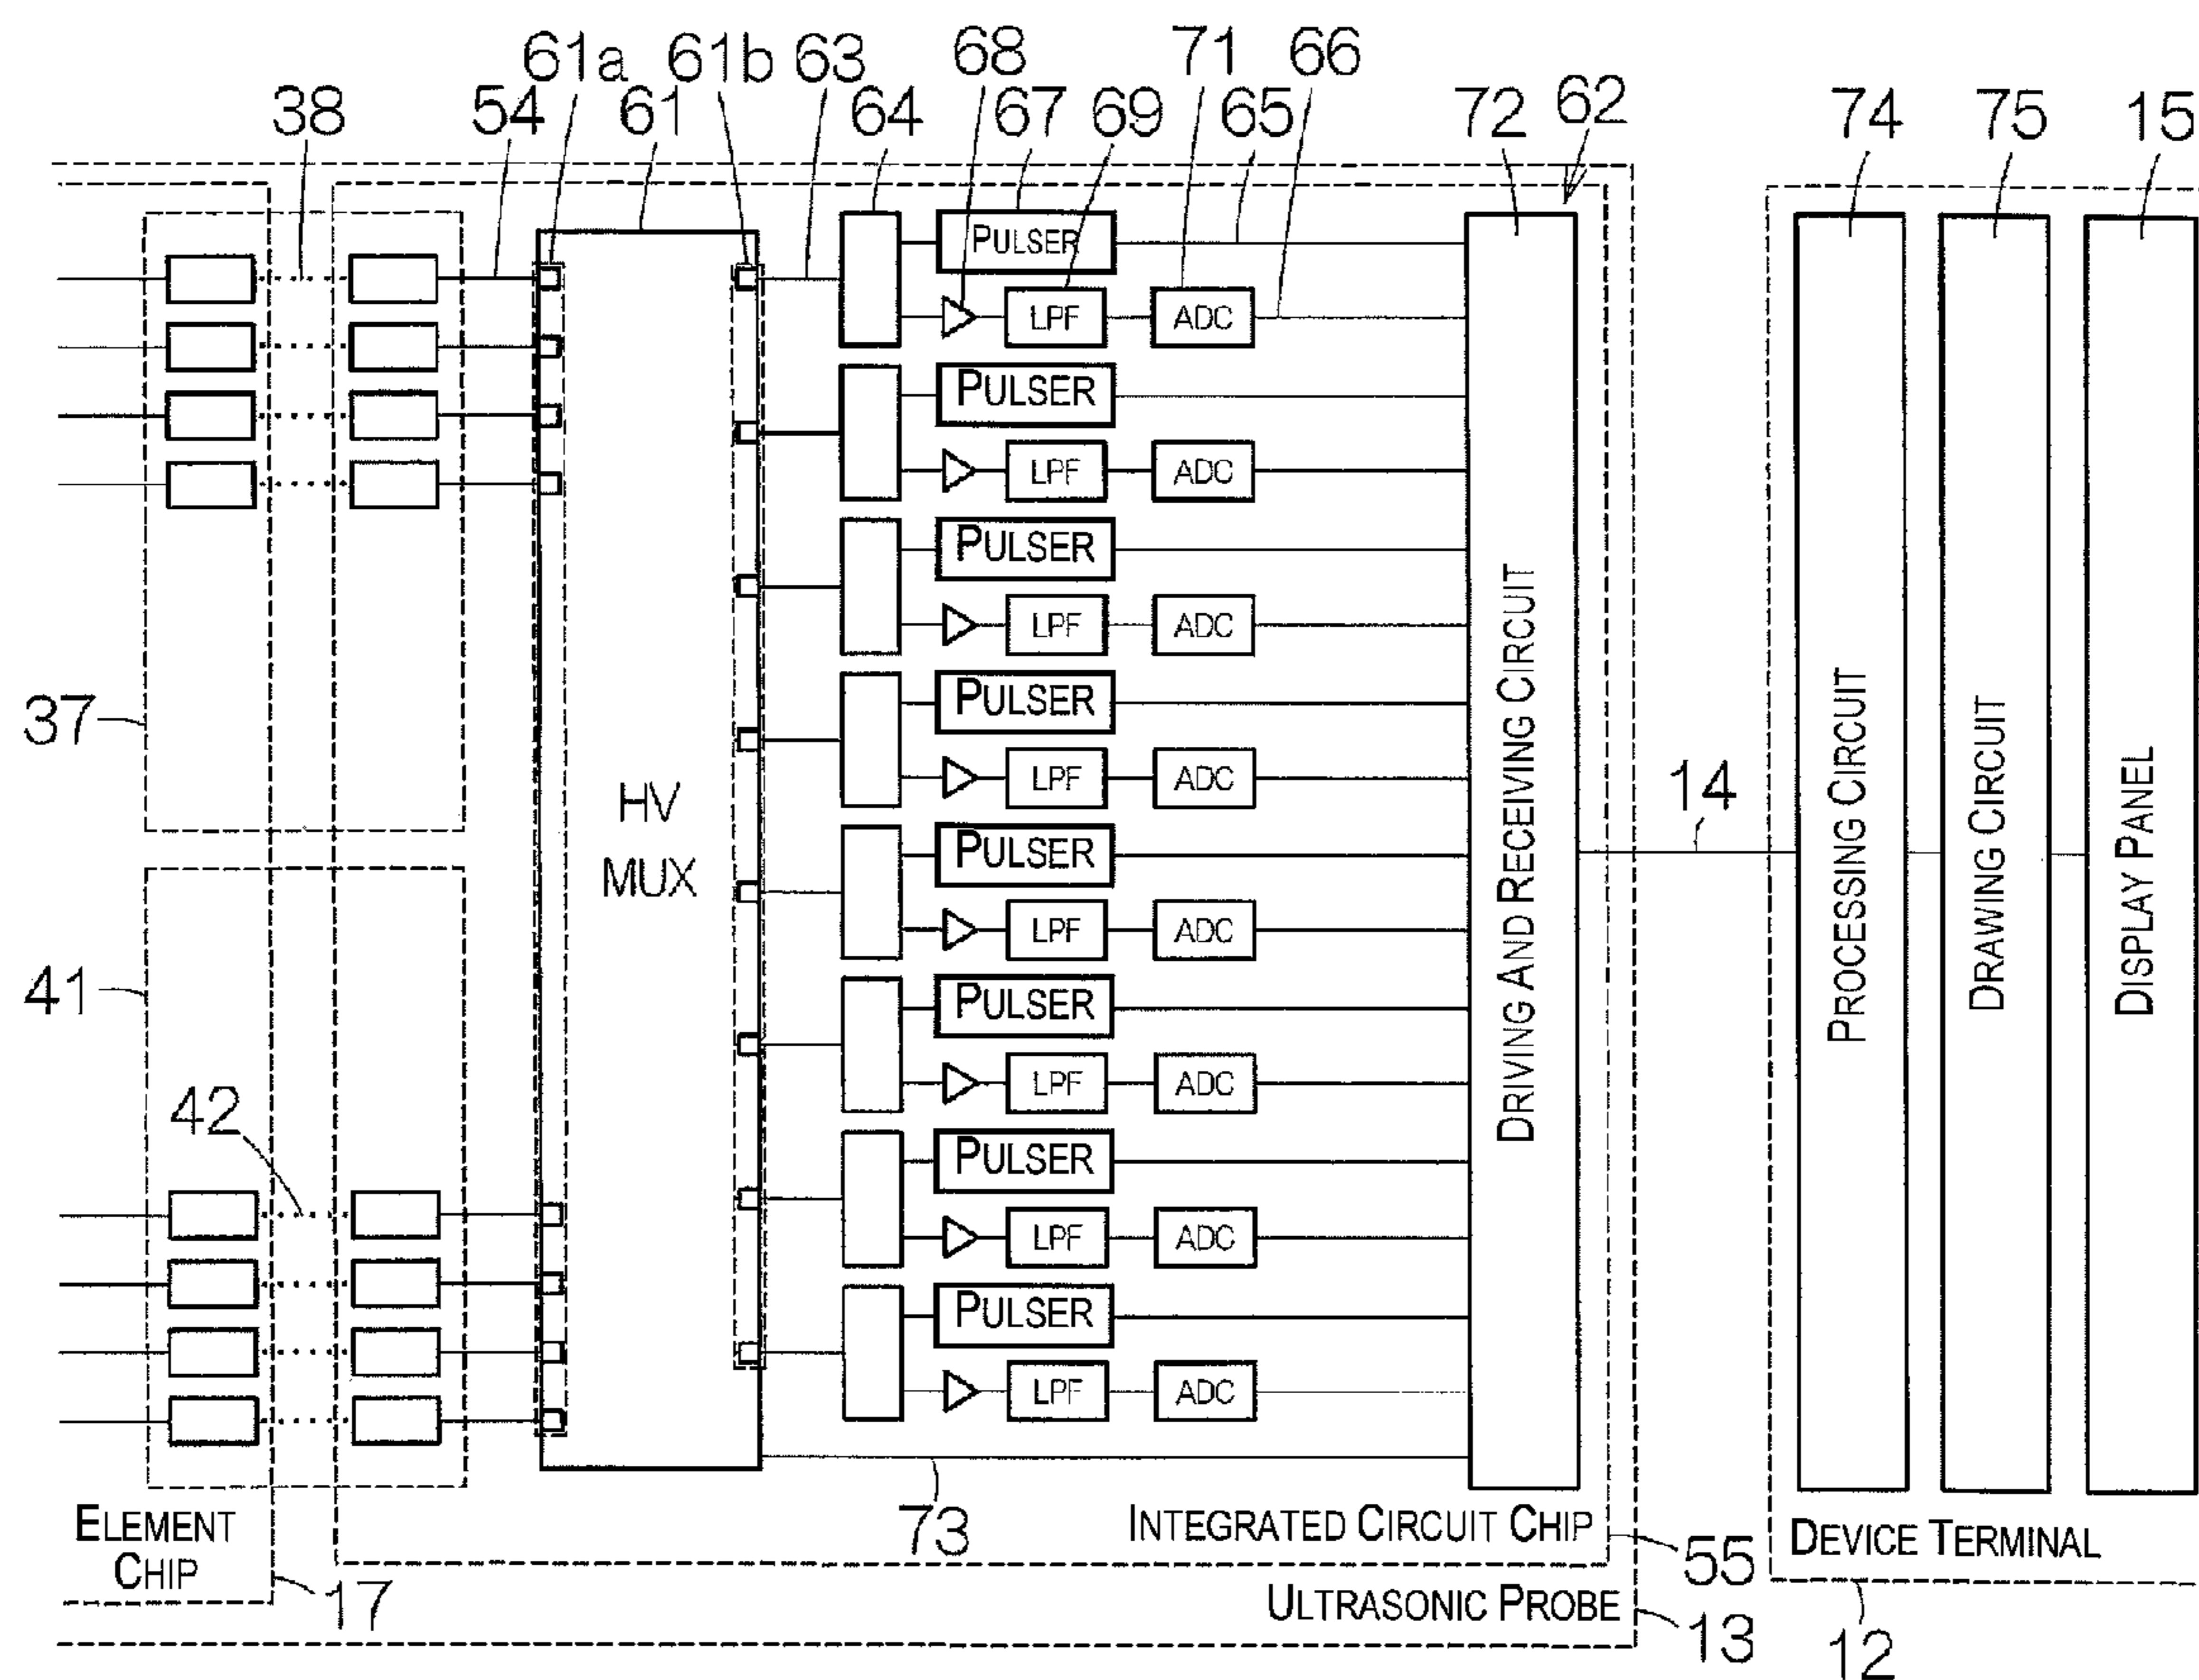 61a 61b 63 68 71 66
38 54 61 64 67 69 65 72 62 74 75 15
PULSER
LPF ADC
PULSER
LPF ADC
PULSER
LPF ADC
PULSER
LPF ADC
PULSER
LPF ADC
PULSER
LPF ADC
PULSER
LPF ADC
PULSER
LPF ADC
37
HV
MUX
41
42
DRIVING AND RECEIVING CIRCUIT
14
PROCESSING CIRCUIT
DRAWING CIRCUIT
DISPLAY PANEL
73
ELEMENT
CHIP
17
INTEGRATED CIRCUIT CHIP
55
ULTRASONIC PROBE
13
DEVICE TERMINAL
12